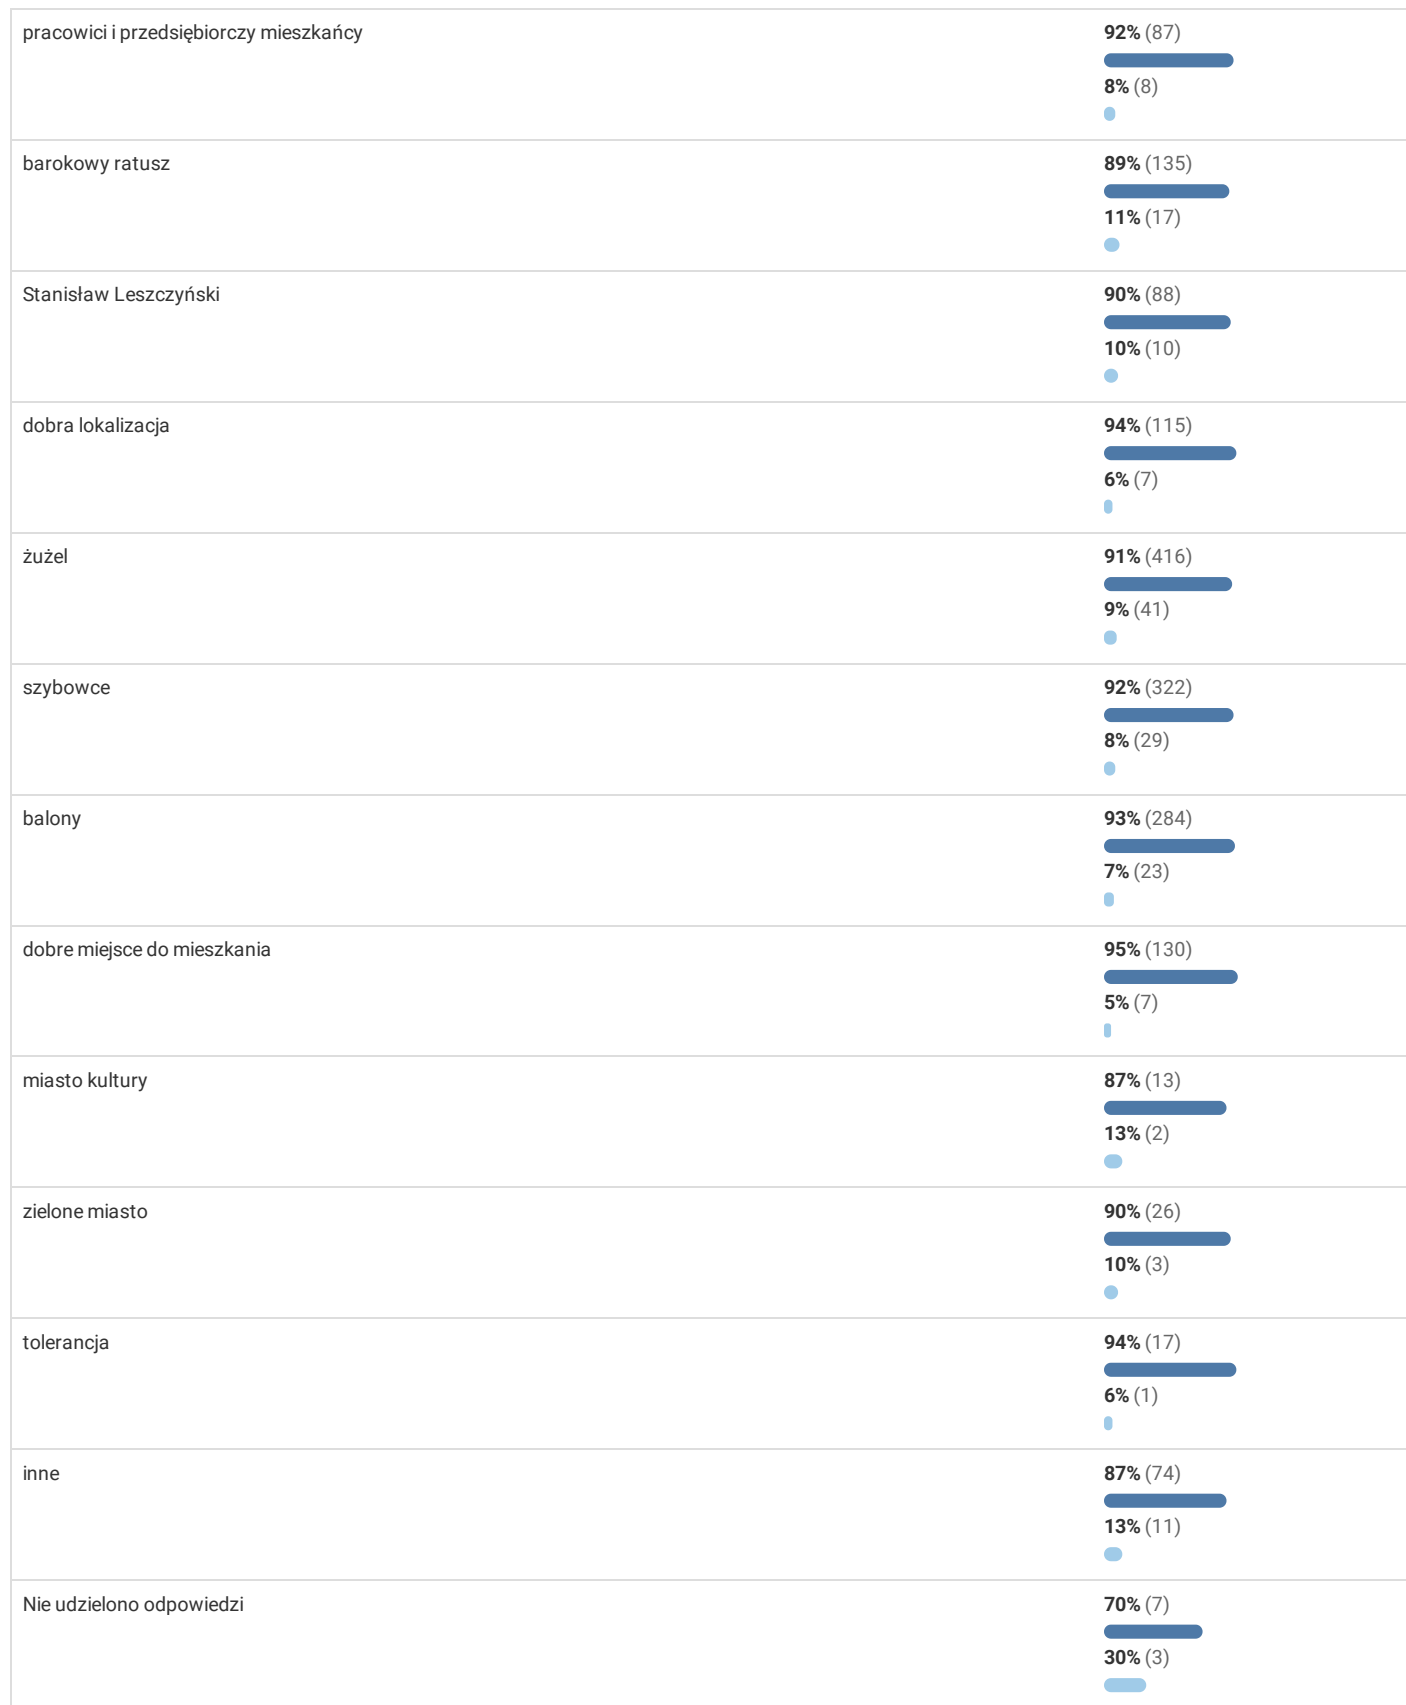 pracowici i przedsiębiorczy mieszkańcy
92% (87)
8% (8)
barokowy ratusz
89% (135)
11% (17)
Stanisław Leszczyński
90% (88)
10% (10)
dobra lokalizacja
94% (115)
6% (7)
żużel
91% (416)
9% (41)
szybowce
92% (322)
8% (29)
balony
93% (284)
7% (23)
dobre miejsce do mieszkania
95% (130)
5% (7)
miasto kultury
87% (13)
13% (2)
zielone miasto
90% (26)
10% (3)
tolerancja
94% (17)
6% (1)
inne
87% (74)
13% (11)
Nie udzielono odpowiedzi
70% (7)
30% (3)